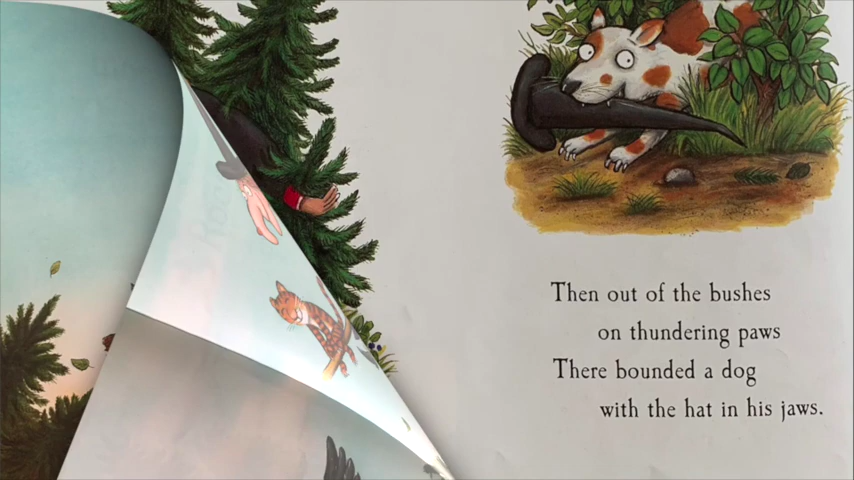 Then out of the bushes
on thundering paws
There bounded a dog
with the hat in his jaws.